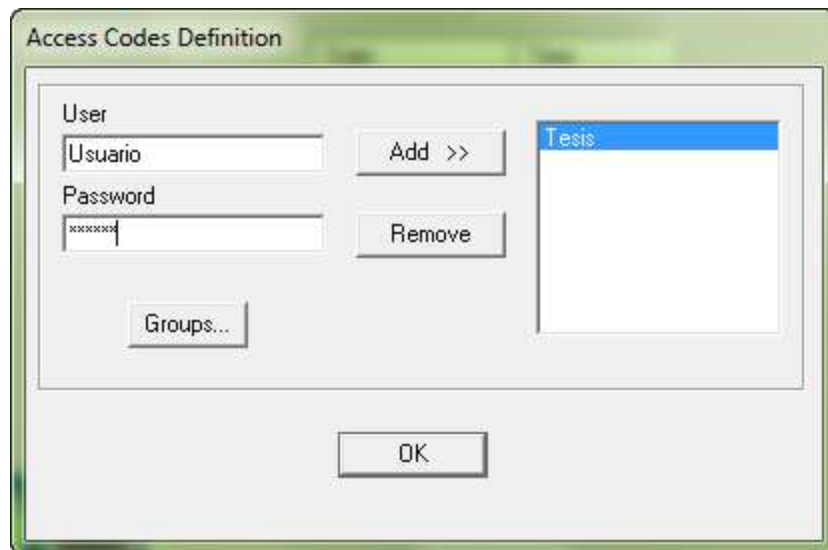 Access Codes Definition
User
Usuario
Add >>
Tesis
Password
******
Remove
Groups...
OK